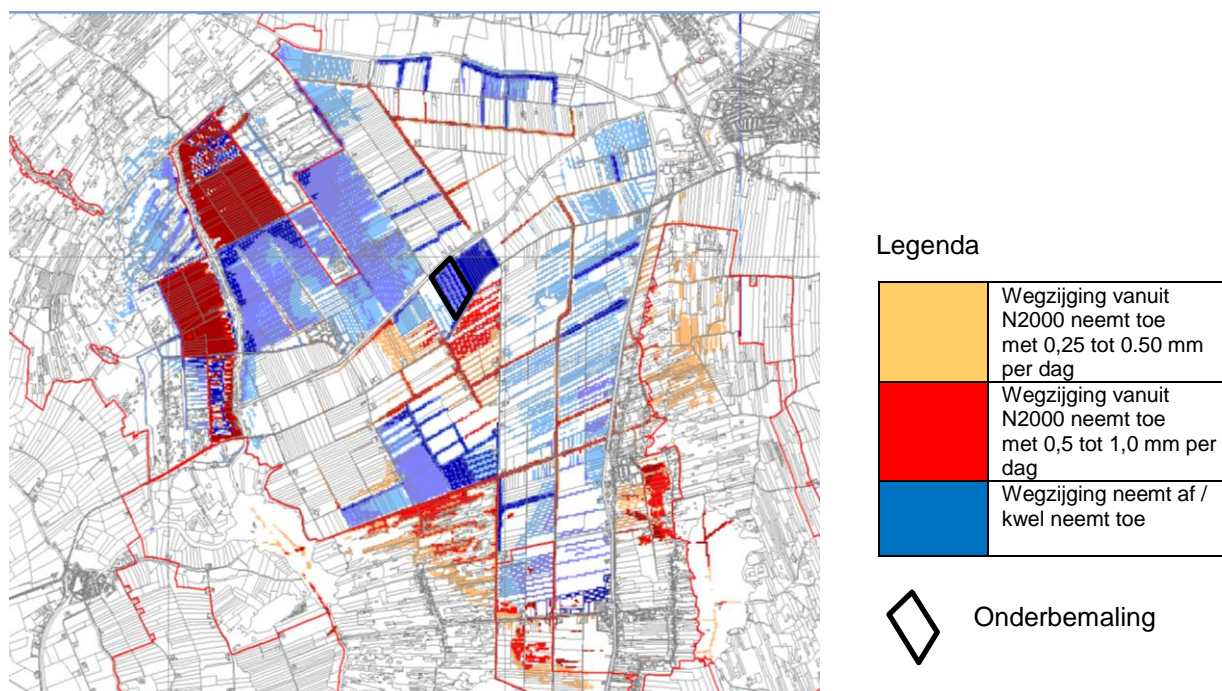 Legenda
Wegzijging vanuit
N2000 neemt toe
met 0,25 tot 0.50 mm
per dag
Wegzijging vanuit
N2000 neemt toe
met 0,5 tot 1,0 mm per
dag
Wegzijging neemt af /
kwel neemt toe
Onderbemaling